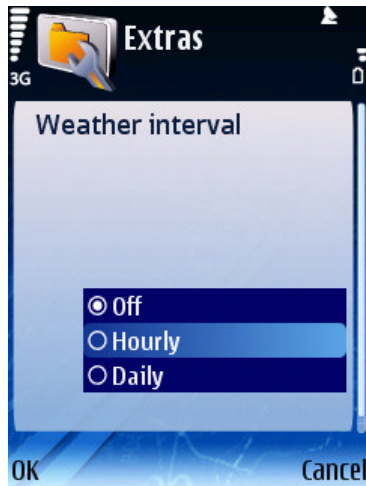 Extras
3G
Weather interval
Off
Hourly
Daily
OK Cancel